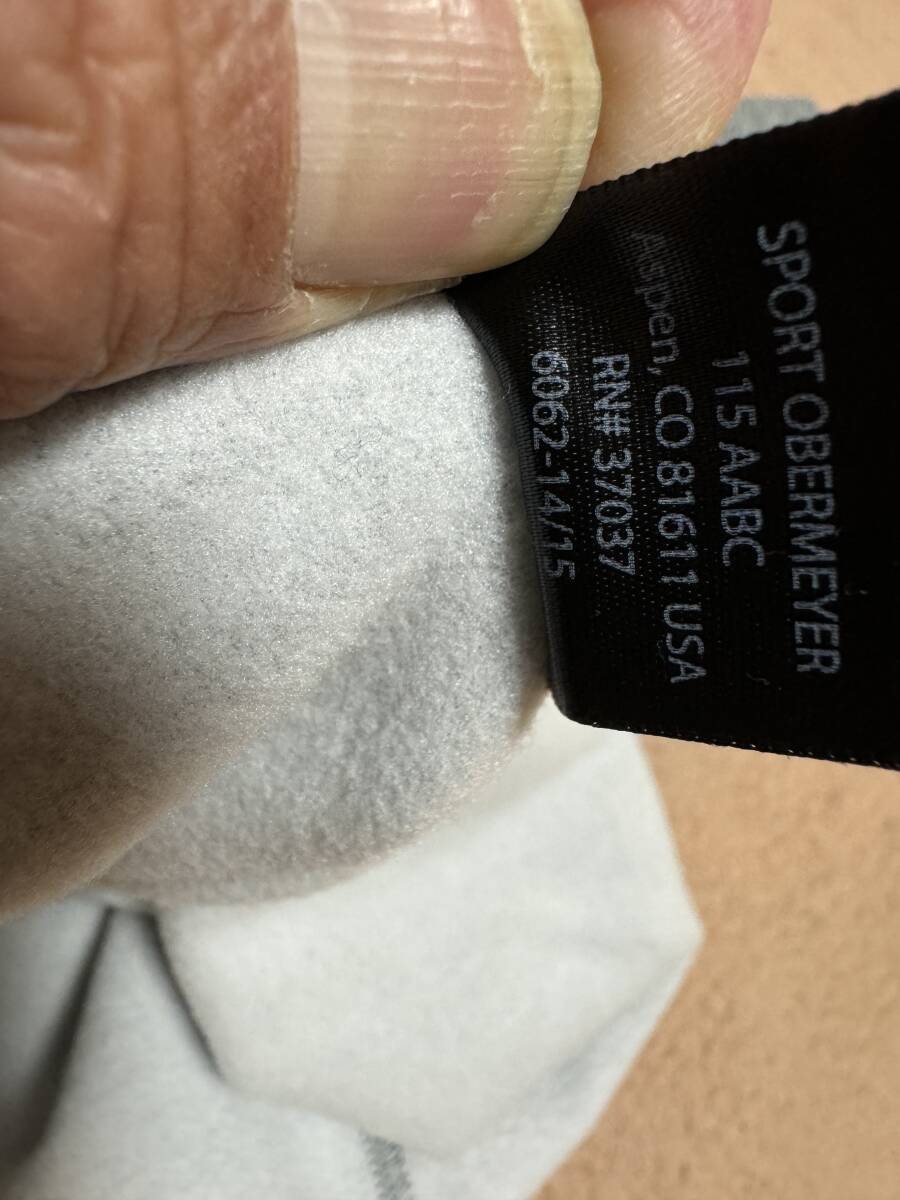 SPORT OBERMEYER
115 AABC
Aspen, CO 81611 USA
RN# 37037
6062-14/15